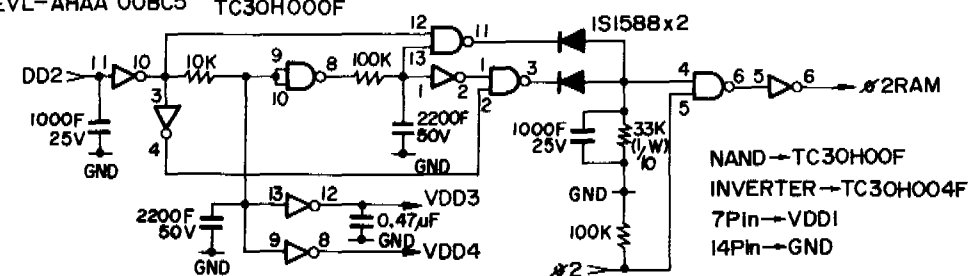 EVL-AHAA 00BC5 TC30H000F
1S1588x2
12
11
13
DD2
11
10
10K
9
8
10
100K
1
2
1
3
2
4
6
5
6
5
ø2RAM
3
4
1000F
25V
GND
2200F
50V
GND
1000F
25V
33K
(1/10W)
GND
100K
ø2
NAND→TC30H00F
INVERTER→TC30H004F
7Pin→VDD1
14Pin→GND
2200F
50V
GND
13
12
VDD3
0.47µF
GND
9
8
VDD4